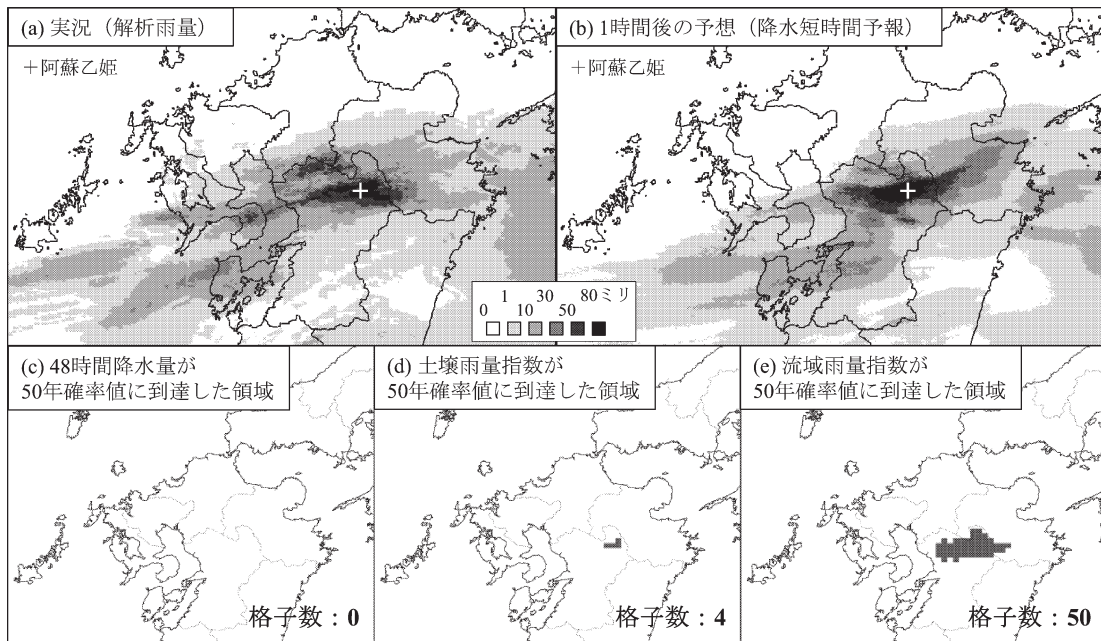 (a) 実況（解析雨量）
＋阿蘇乙姫
(b) 1時間後の予想（降水短時間予報）
＋阿蘇乙姫
1 30 80ミリ
0 10 50
(c) 48時間降水量が
50年確率値に到達した領域
格子数：0
(d) 土壌雨量指数が
50年確率値に到達した領域
格子数：4
(e) 流域雨量指数が
50年確率値に到達した領域
格子数：50